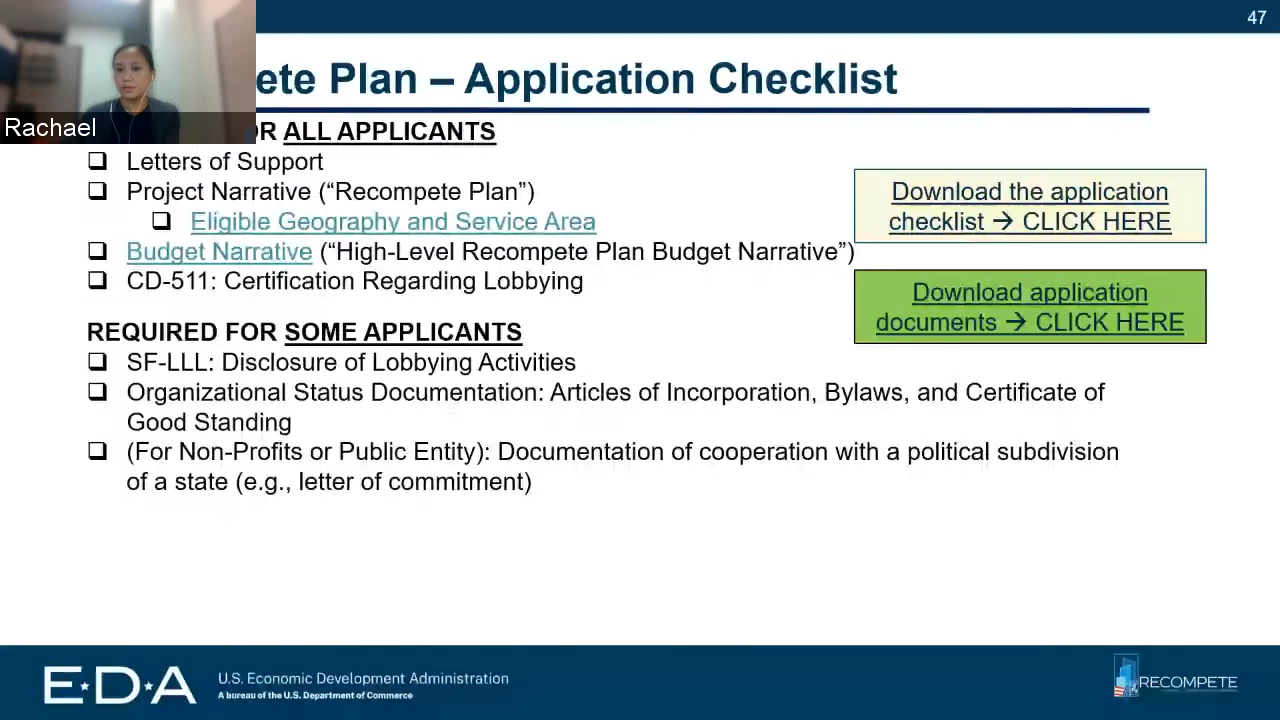 47
ete Plan – Application Checklist
Rachael
OR ALL APPLICANTS
Letters of Support
Project Narrative (“Recompete Plan”)
Eligible Geography and Service Area
Budget Narrative (“High-Level Recompete Plan Budget Narrative”)
CD-511: Certification Regarding Lobbying
Download the application
checklist → CLICK HERE
Download application
documents → CLICK HERE
REQUIRED FOR SOME APPLICANTS
SF-LLL: Disclosure of Lobbying Activities
Organizational Status Documentation: Articles of Incorporation, Bylaws, and Certificate of
Good Standing
(For Non-Profits or Public Entity): Documentation of cooperation with a political subdivision
of a state (e.g., letter of commitment)
EDA
U.S. Economic Development Administration
A bureau of the U.S. Department of Commerce
RECOMPETE